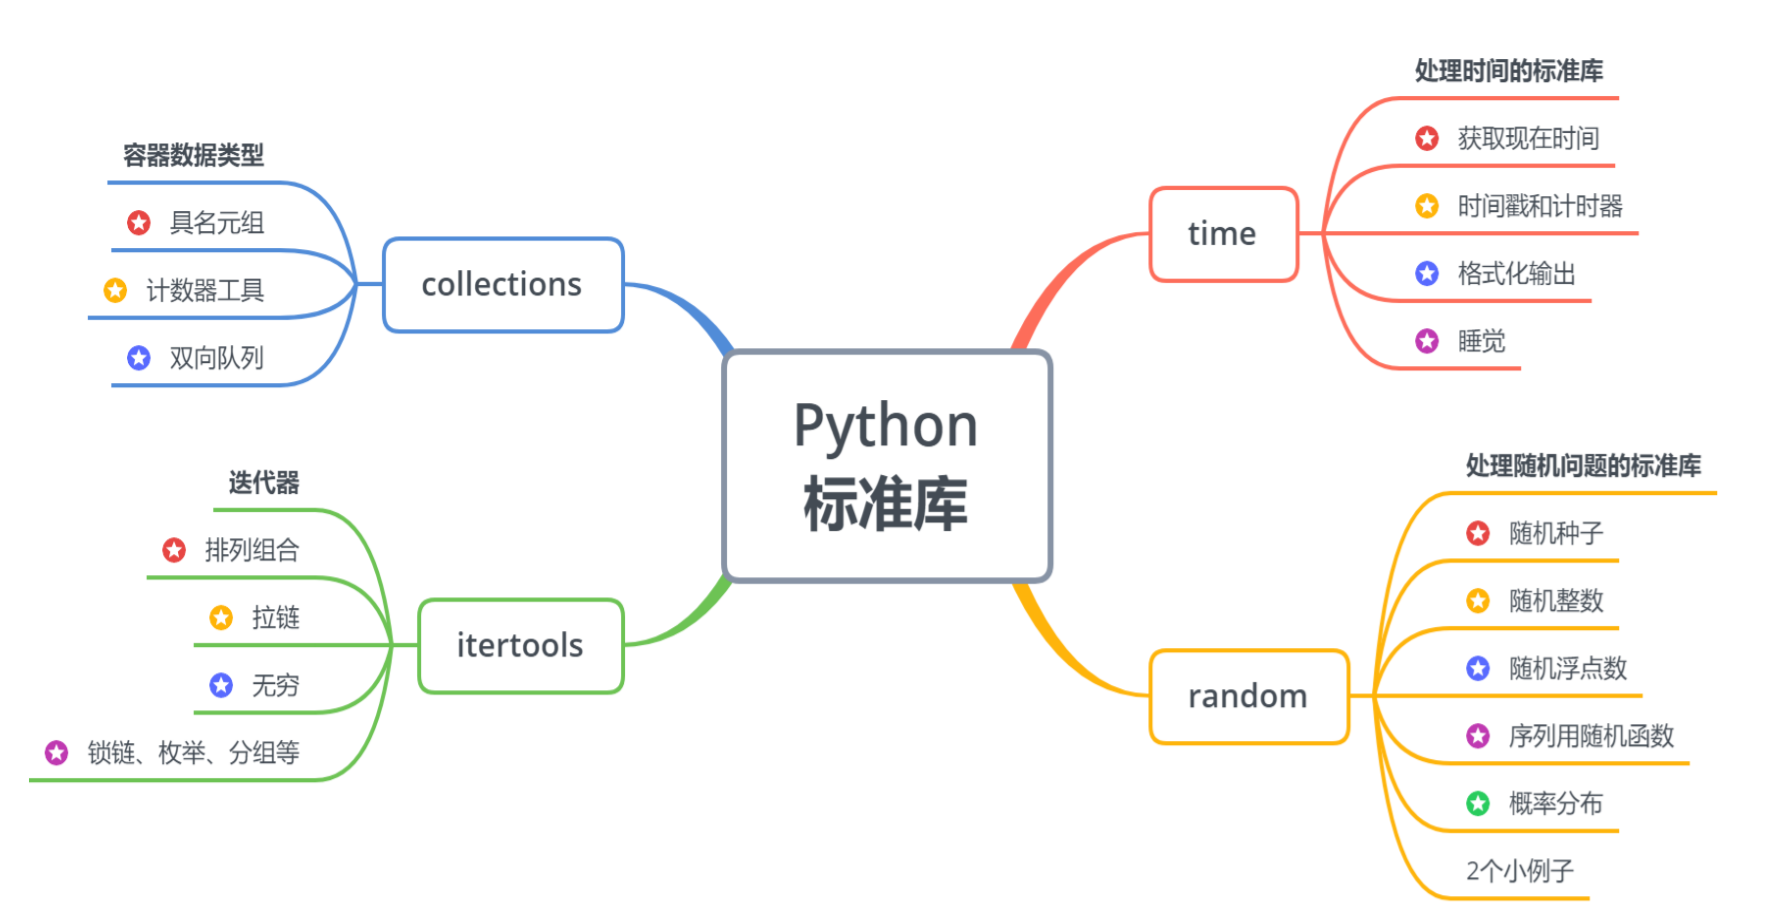 Python
标准库
time
处理时间的标准库
获取现在时间
时间戳和计时器
格式化输出
睡觉
random
处理随机问题的标准库
随机种子
随机整数
随机浮点数
序列用随机函数
概率分布
2个小例子
collections
容器数据类型
具名元组
计数器工具
双向队列
itertools
迭代器
排列组合
拉链
无穷
锁链、枚举、分组等